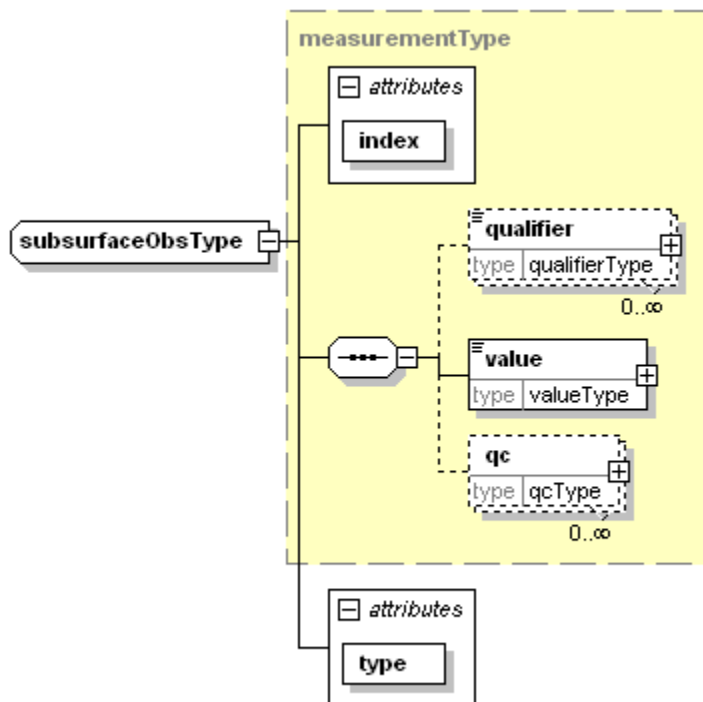 measurementType
attributes
index
subsurfaceObsType
qualifier
type qualifierType
0..∞
value
type valueType
qc
type qcType
0..∞
attributes
type